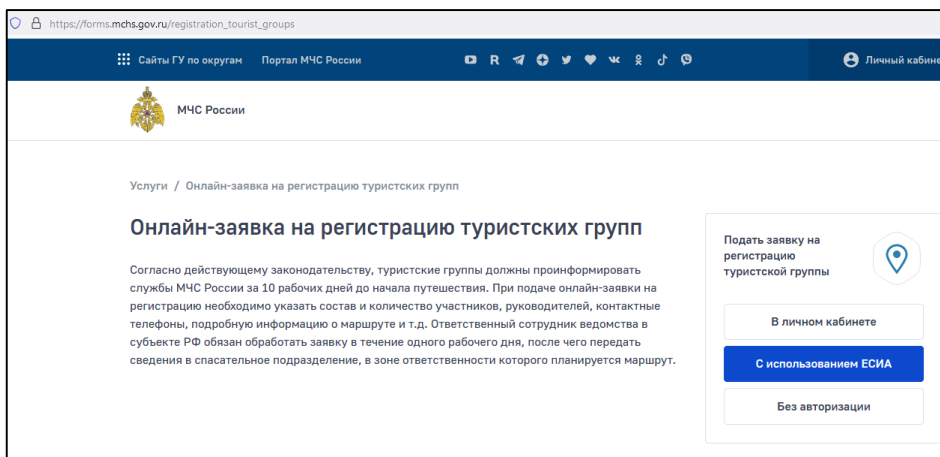 https://forms.mchs.gov.ru/registration_tourist_groups
Сайты ГУ по округам Портал МЧС России
Личный кабине
МЧС России
Услуги / Онлайн-заявка на регистрацию туристских групп
Онлайн-заявка на регистрацию туристских групп
Согласно действующему законодательству, туристские группы должны проинформировать
службы МЧС России за 10 рабочих дней до начала путешествия. При подаче онлайн-заявки на
регистрацию необходимо указать состав и количество участников, руководителей, контактные
телефоны, подробную информацию о маршруте и т.д. Ответственный сотрудник ведомства в
субъекте РФ обязан обработать заявку в течение одного рабочего дня, после чего передать
сведения в спасательное подразделение, в зоне ответственности которого планируется маршрут.
Подать заявку на
регистрацию
туристской группы
В личном кабинете
С использованием ЕСИА
Без авторизации